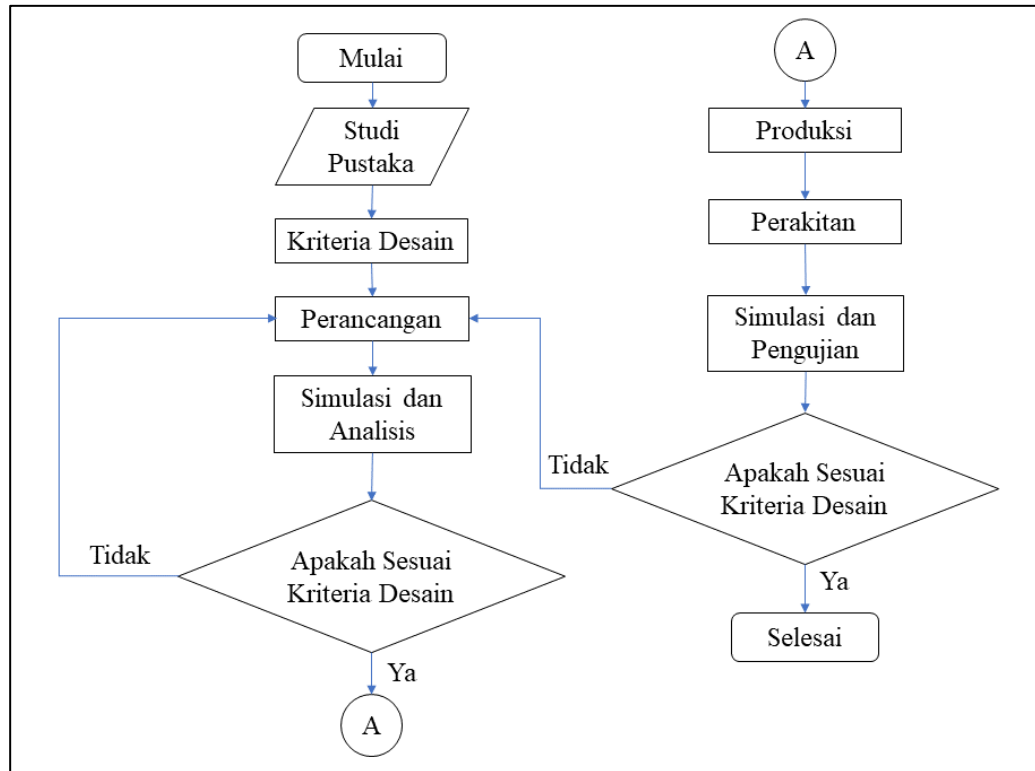 Mulai
Studi
Pustaka
Kriteria Desain
Perancangan
Simulasi dan
Analisis
Tidak
Apakah Sesuai
Kriteria Desain
Ya
A
A
Produksi
Perakitan
Simulasi dan
Pengujian
Tidak
Apakah Sesuai
Kriteria Desain
Ya
Selesai